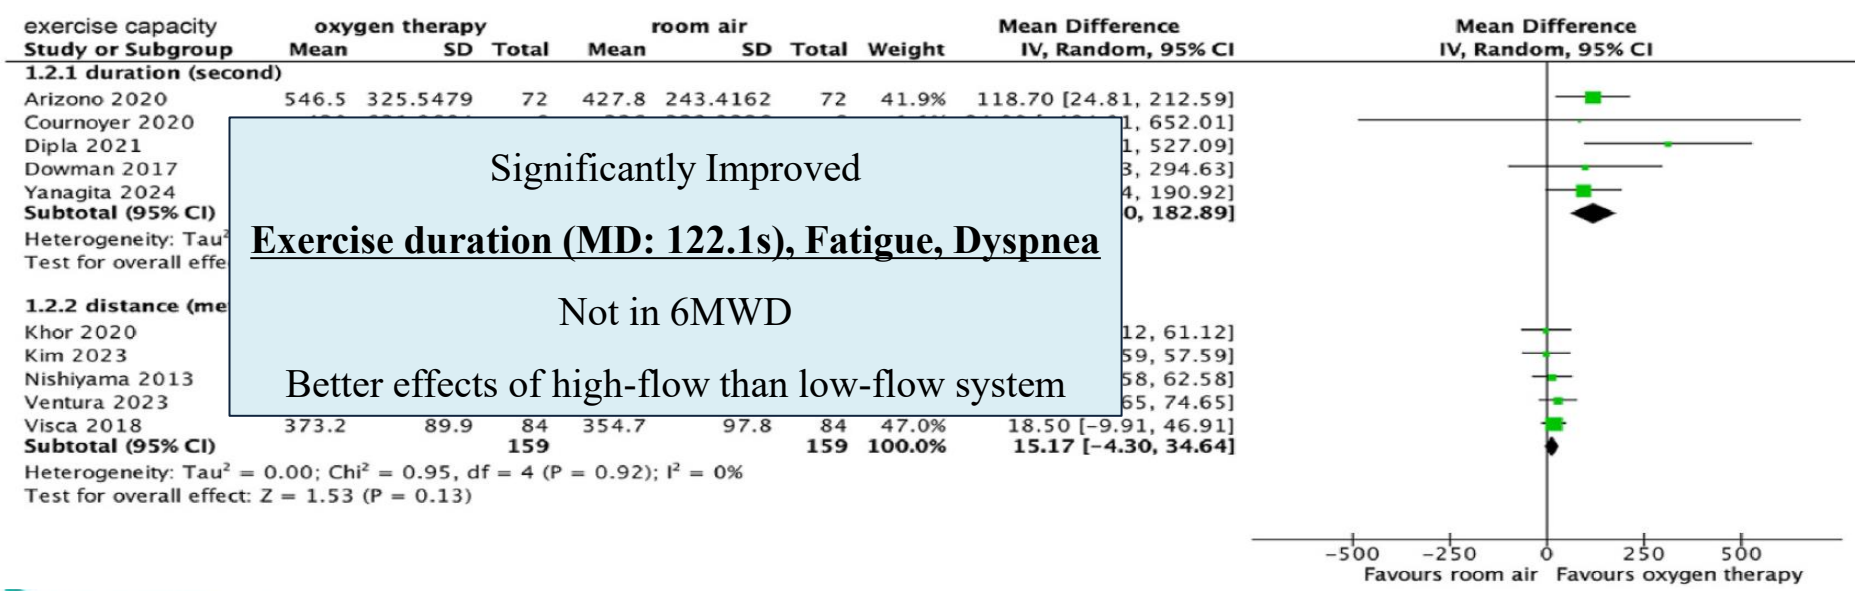 exercise capacity oxygen therapy room air Mean Difference Mean Difference
Study or Subgroup Mean SD Total Mean SD Total Weight IV, Random, 95% CI IV, Random, 95% CI
1.2.1 duration (second)
Arizono 2020 546.5 325.5479 72 427.8 243.4162 72 41.9% 118.70 [24.81, 212.59]
Cournoyer 2020 1, 652.01]
Dipla 2021 1, 527.09]
Dowman 2017 3, 294.63]
Yanagita 2024 4, 190.92]
Subtotal (95% CI) 0, 182.89]
Heterogeneity: Tau²
Test for overall effe
Significantly Improved
Exercise duration (MD: 122.1s), Fatigue, Dyspnea
Not in 6MWD
Better effects of high-flow than low-flow system
1.2.2 distance (me
Khor 2020 12, 61.12]
Kim 2023 59, 57.59]
Nishiyama 2013 58, 62.58]
Ventura 2023 65, 74.65]
Visca 2018 373.2 89.9 84 354.7 97.8 84 47.0% 18.50 [−9.91, 46.91]
Subtotal (95% CI) 159 159 100.0% 15.17 [−4.30, 34.64]
Heterogeneity: Tau² = 0.00; Chi² = 0.95, df = 4 (P = 0.92); I² = 0%
Test for overall effect: Z = 1.53 (P = 0.13)
−500 −250 0 250 500
Favours room air Favours oxygen therapy